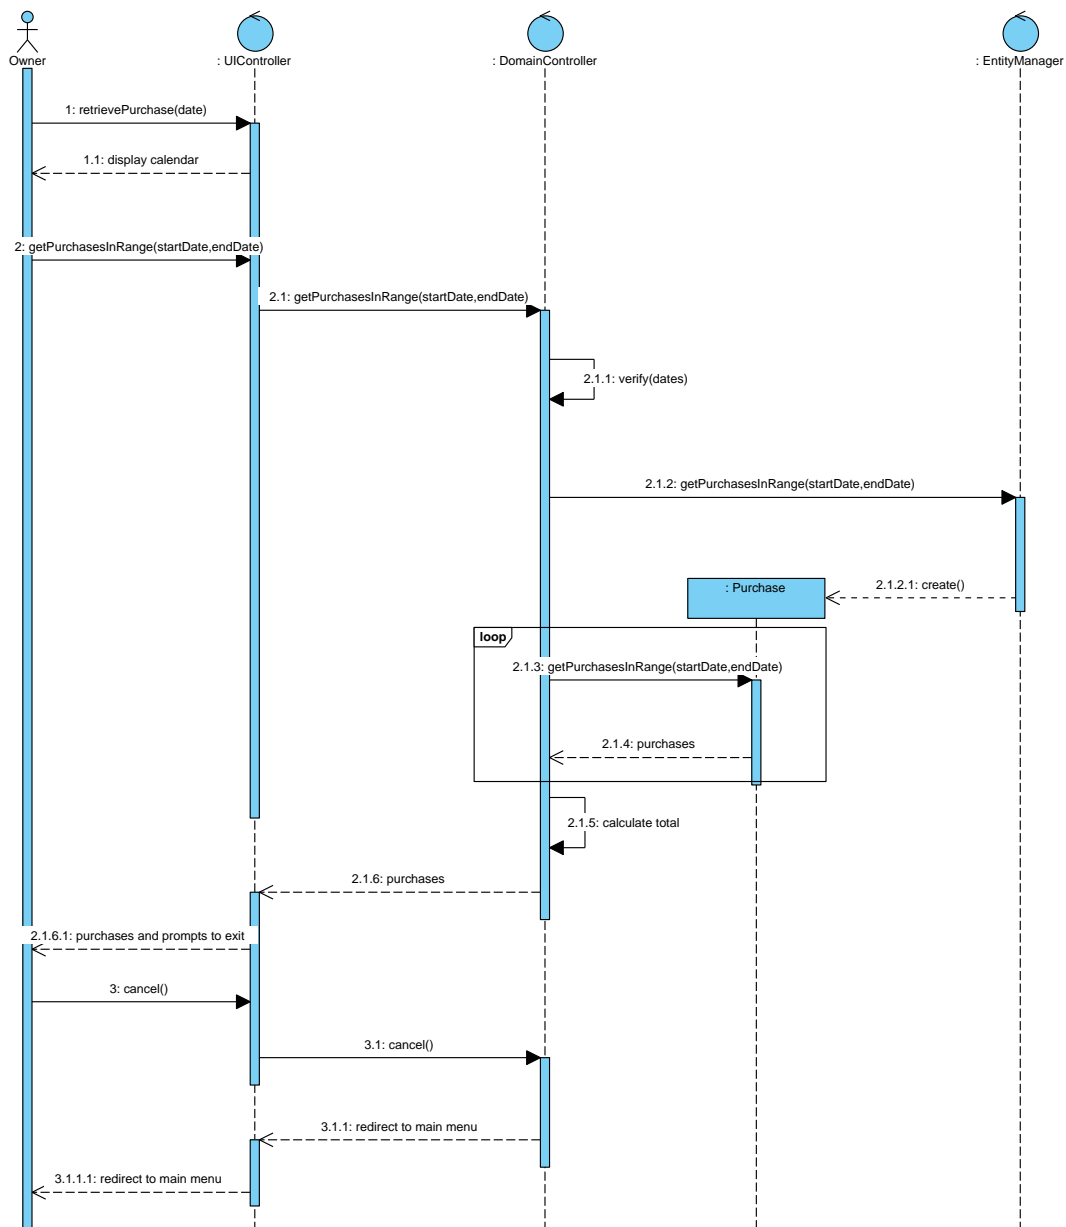 Owner
: UIController
: DomainController
: EntityManager
1: retrievePurchase(date)
1.1: display calendar
2: getPurchasesInRange(startDate,endDate)
2.1: getPurchasesInRange(startDate,endDate)
2.1.1: verify(dates)
2.1.2: getPurchasesInRange(startDate,endDate)
: Purchase
2.1.2.1: create()
loop
2.1.3: getPurchasesInRange(startDate,endDate)
2.1.4: purchases
2.1.5: calculate total
2.1.6: purchases
2.1.6.1: purchases and prompts to exit
3: cancel()
3.1: cancel()
3.1.1: redirect to main menu
3.1.1.1: redirect to main menu